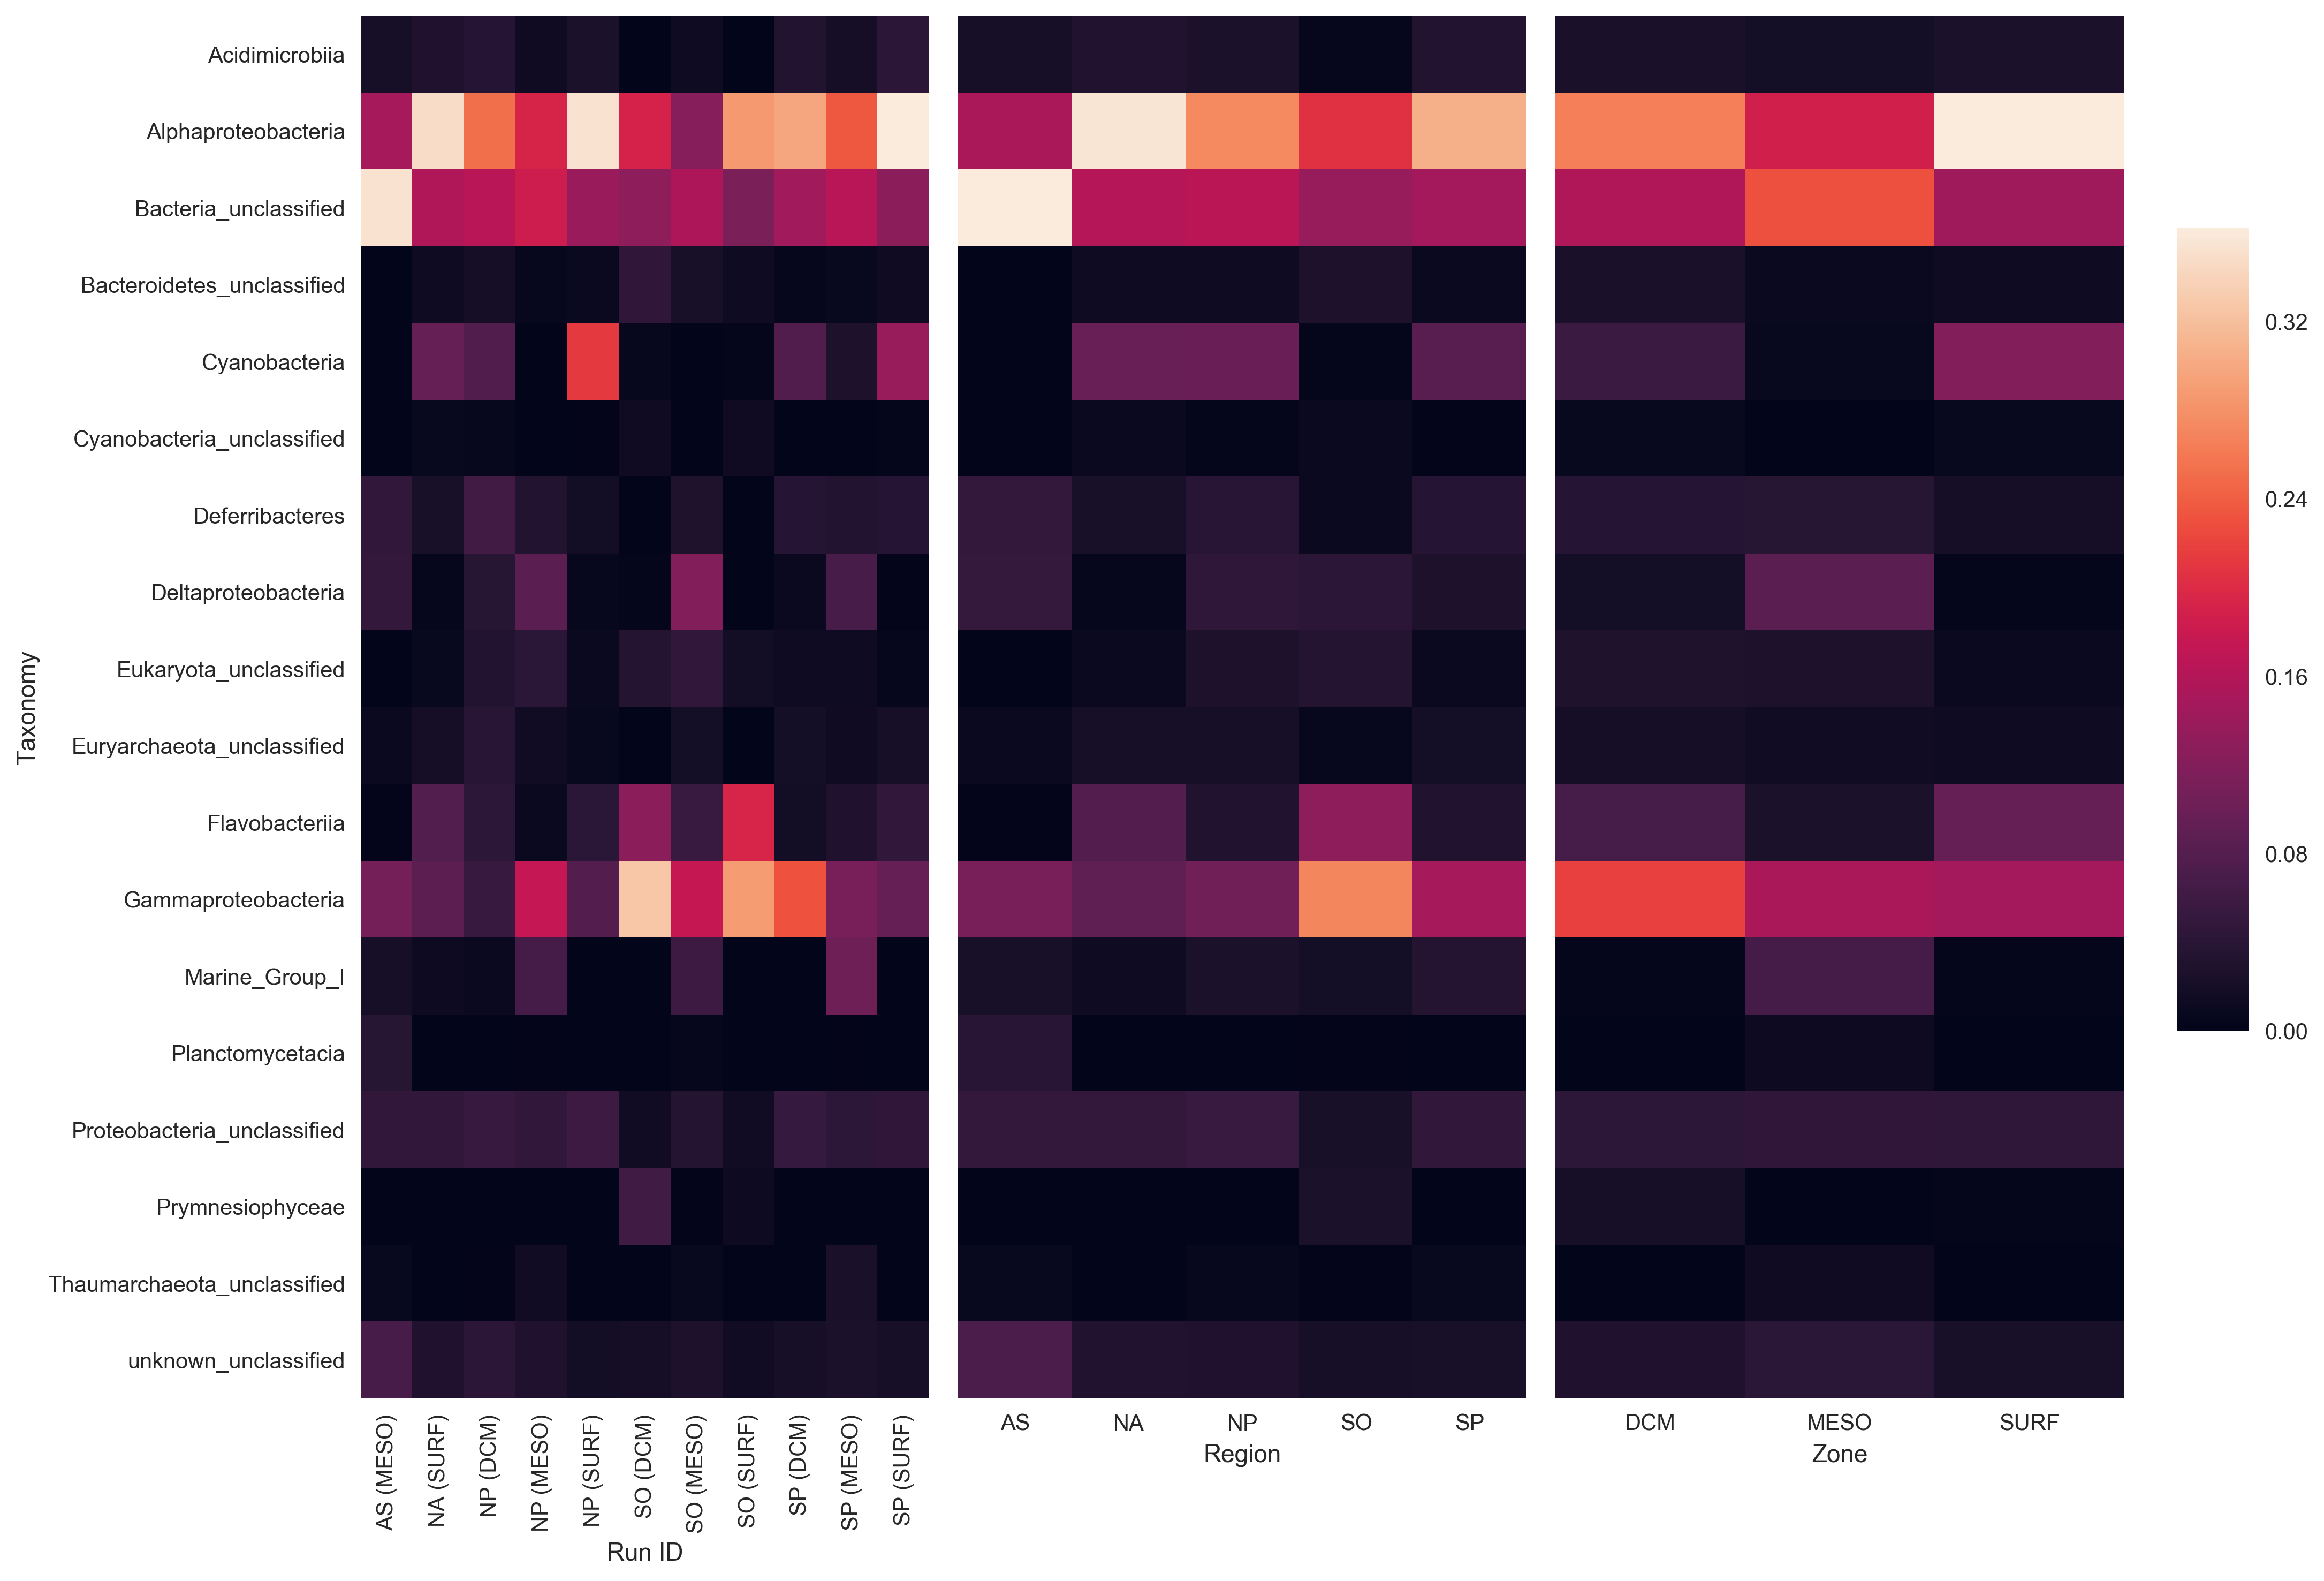 Taxonomy
Acidimicrobiia
Alphaproteobacteria
Bacteria_unclassified
Bacteroidetes_unclassified
Cyanobacteria
Cyanobacteria_unclassified
Deferribacteres
Deltaproteobacteria
Eukaryota_unclassified
Euryarchaeota_unclassified
Flavobacteriia
Gammaproteobacteria
Marine_Group_I
Planctomycetacia
Proteobacteria_unclassified
Prymnesiophyceae
Thaumarchaeota_unclassified
unknown_unclassified
AS (MESO)
NA (SURF)
NP (DCM)
NP (MESO)
NP (SURF)
SO (DCM)
SO (MESO)
SO (SURF)
SP (DCM)
SP (MESO)
SP (SURF)
Run ID
AS NA NP SO SP
Region
DCM MESO SURF
Zone
0.32
0.24
0.16
0.08
0.00